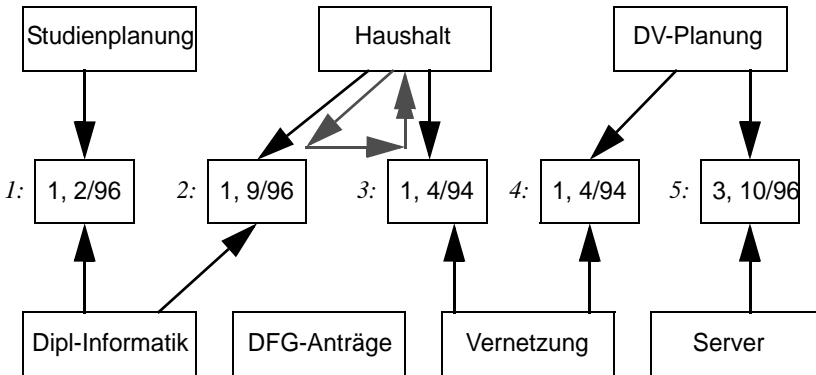 Studienplanung
Haushalt
DV-Planung
1: 1, 2/96
2: 1, 9/96
3: 1, 4/94
4: 1, 4/94
5: 3, 10/96
Dipl-Informatik
DFG-Anträge
Vernetzung
Server